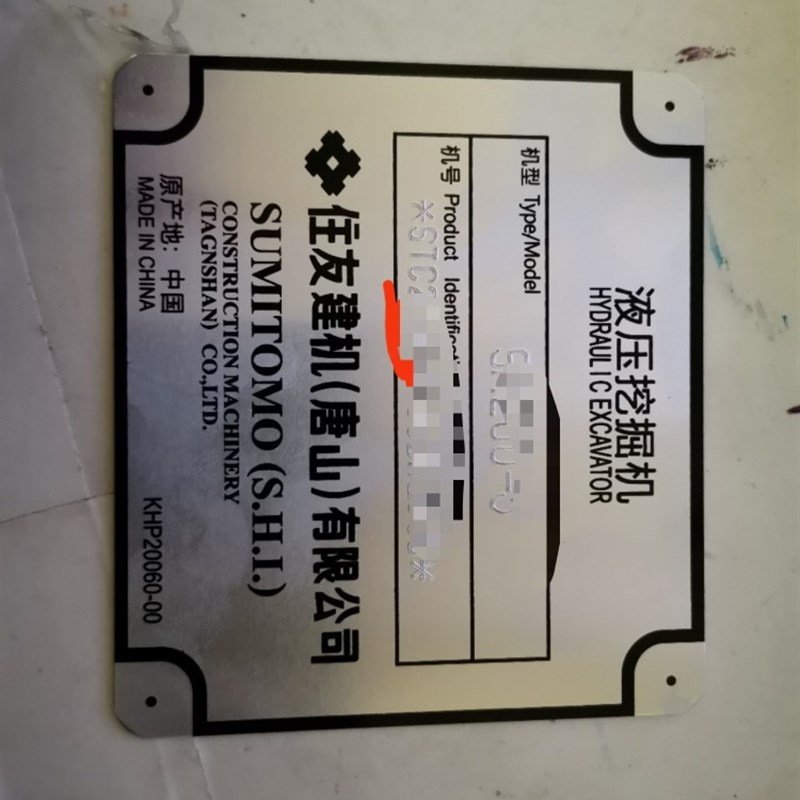 液压挖掘机
HYDRAULIC EXCAVATOR
机型 Type/Model
机号 Product
住友建机(唐山)有限公司
SUMITOMO (S.H.I.)
CONSTRUCTION MACHINERY
(TAGNSHAN) CO.,LTD.
原产地: 中国
MADE IN CHINA
KHP20060-00